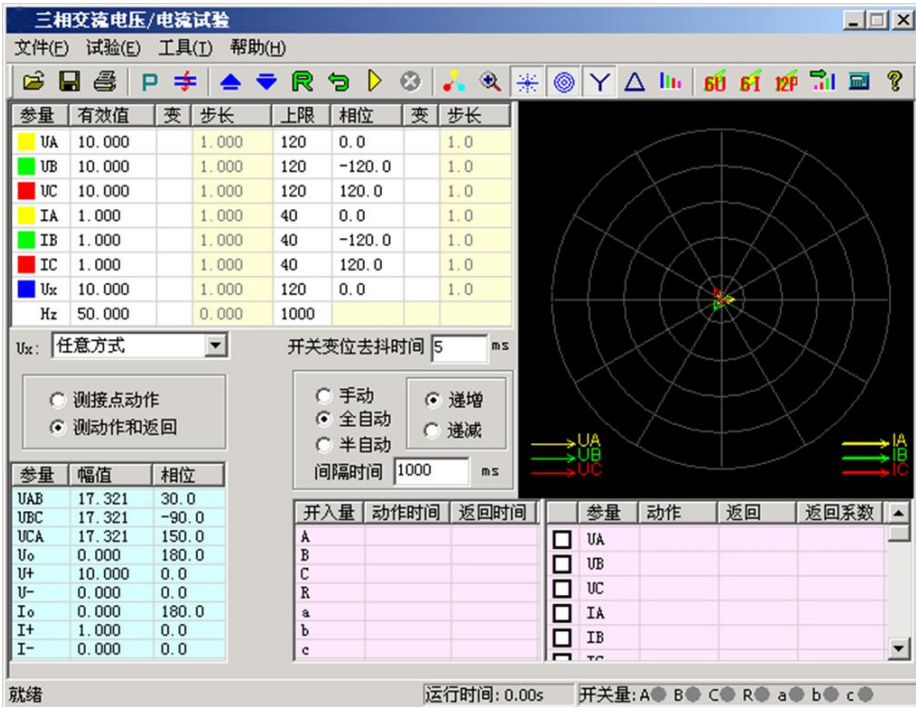 三相交流电压/电流试验
文件(F) 试验(E) 工具(T) 帮助(H)
P R 6U 6I 12P ?
参量 有效值 变 步长 上限 相位 变 步长
UA 10.000 1.000 120 0.0 1.0
UB 10.000 1.000 120 -120.0 1.0
UC 10.000 1.000 120 120.0 1.0
IA 1.000 1.000 40 0.0 1.0
IB 1.000 1.000 40 -120.0 1.0
IC 1.000 1.000 40 120.0 1.0
Ux 10.000 1.000 120 0.0 1.0
Hz 50.000 0.000 1000
Ux: 任意方式 开关变位去抖时间 5 ms
测接点动作
测动作和返回
手动
全自动
半自动
递增
递减
间隔时间 1000 ms
UA
UB
UC
IA
IB
IC
参量 幅值 相位
UAB 17.321 30.0
UBC 17.321 -90.0
UCA 17.321 150.0
Uo 0.000 180.0
U+ 10.000 0.0
U- 0.000 0.0
Io 0.000 180.0
I+ 1.000 0.0
I- 0.000 0.0
开入量 动作时间 返回时间
A
B
C
R
a
b
c
参量 动作 返回 返回系数
UA
UB
UC
IA
IB
IC
就绪 运行时间: 0.00s 开关量: A B C R a b c